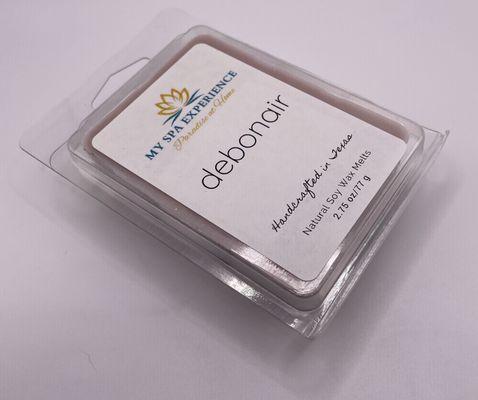 MY SPA EXPERIENCE
Paradise at Home
debonair
Handcrafted in Texas
Natural Soy Wax Melts
2.75 oz/77 g